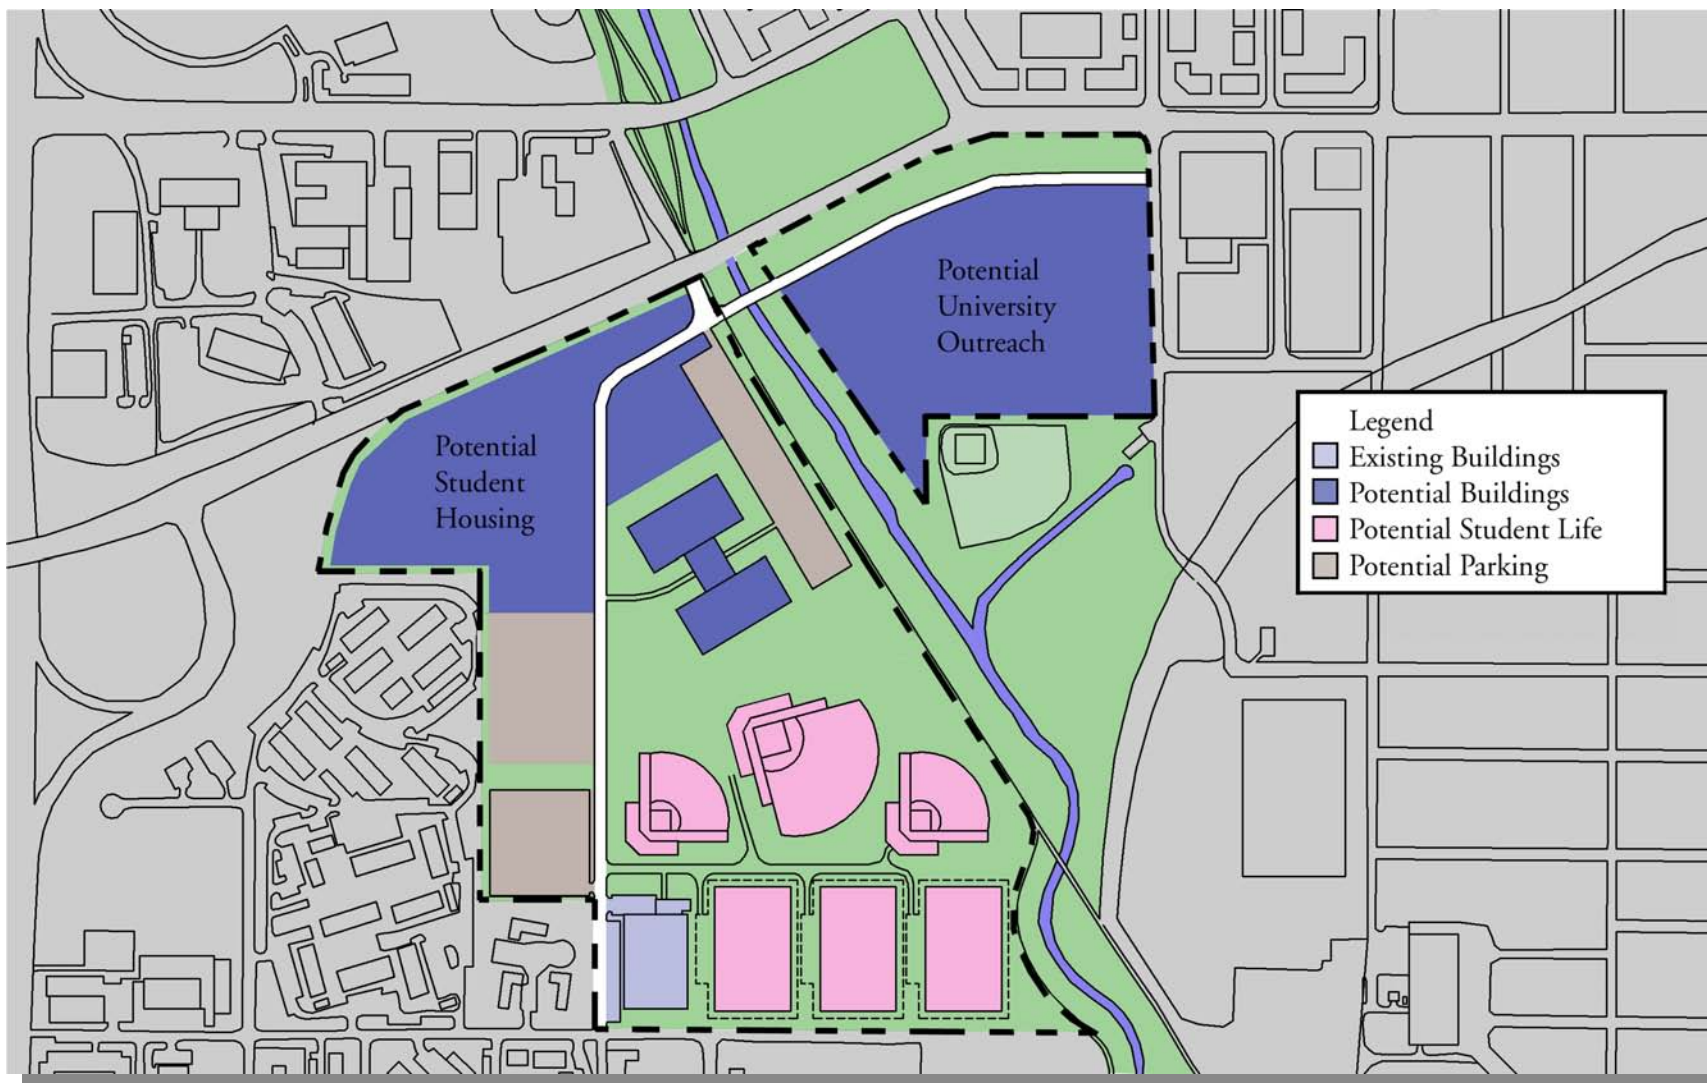 Potential
University
Outreach
Potential
Student
Housing
Legend
Existing Buildings
Potential Buildings
Potential Student Life
Potential Parking